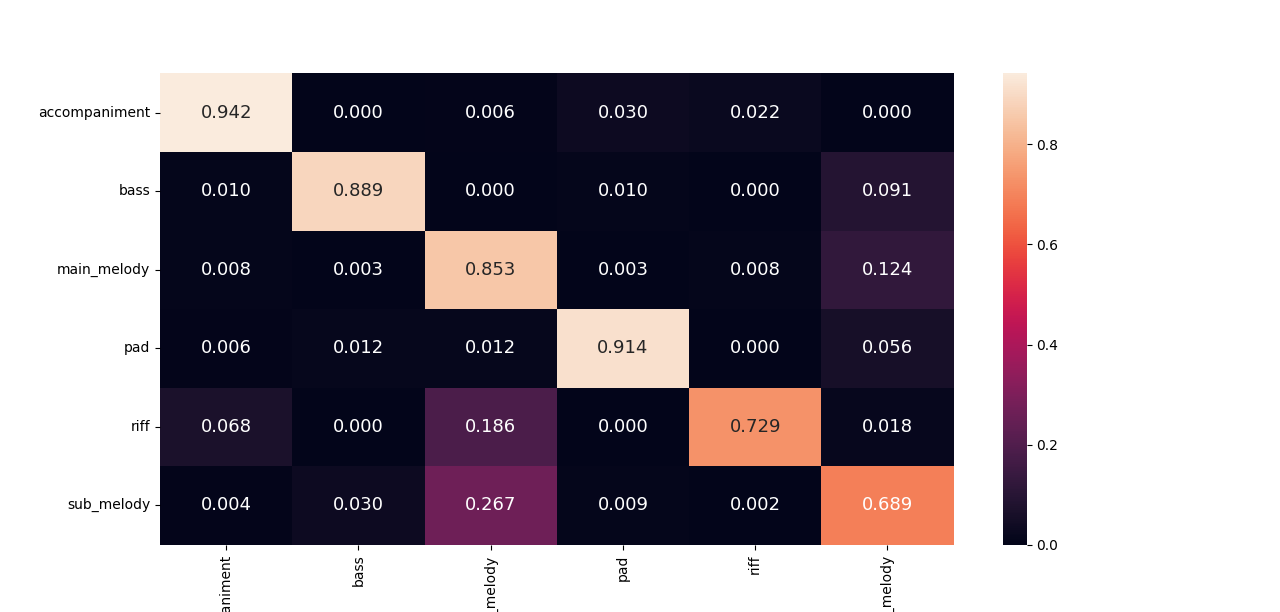 accompaniment 0.942 0.000 0.006 0.030 0.022 0.000
bass 0.010 0.889 0.000 0.010 0.000 0.091
main_melody 0.008 0.003 0.853 0.003 0.008 0.124
pad 0.006 0.012 0.012 0.914 0.000 0.056
riff 0.068 0.000 0.186 0.000 0.729 0.018
sub_melody 0.004 0.030 0.267 0.009 0.002 0.689
animent bass _melody pad riff _melody
0.8
0.6
0.4
0.2
0.0